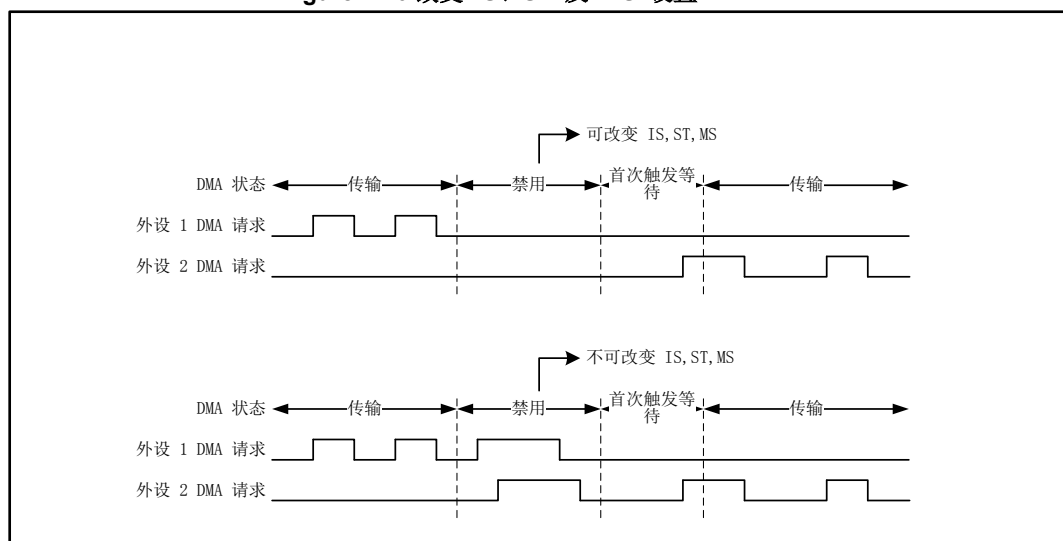 可改变 IS,ST,MS
DMA 状态
传输
禁用
首次触发等
待
传输
外设 1 DMA 请求
外设 2 DMA 请求
不可改变 IS,ST,MS
DMA 状态
传输
禁用
首次触发等
待
传输
外设 1 DMA 请求
外设 2 DMA 请求